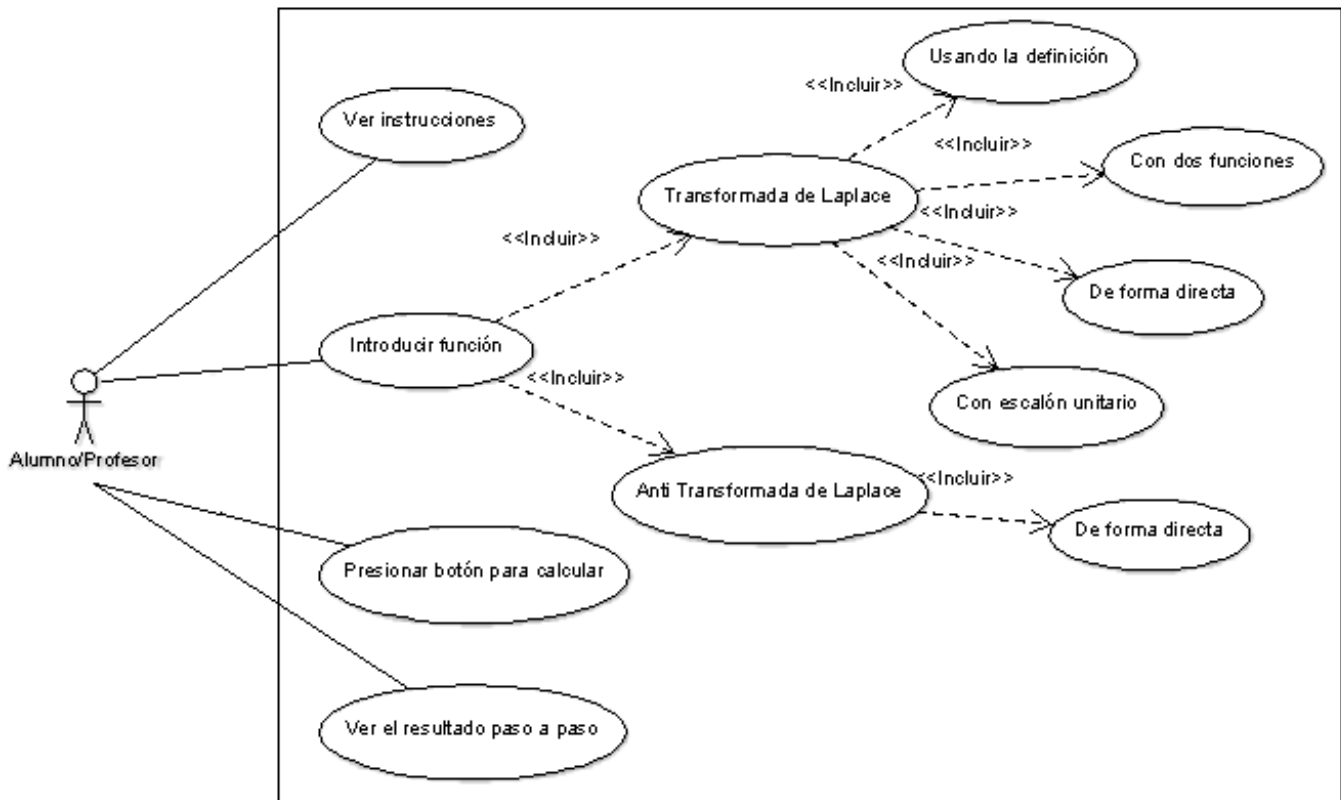 Usando la definición
<<Incluir>>
Ver instrucciones
<<Incluir>>
Con dos funciones
Transformada de Laplace
<<Incluir>>
<<Incluir>>
<<Incluir>>
De forma directa
Introducir función
<<Incluir>>
Con escalón unitario
Alumno/Profesor
Anti Transformada de Laplace
<<Incluir>>
De forma directa
Presionar botón para calcular
Ver el resultado paso a paso